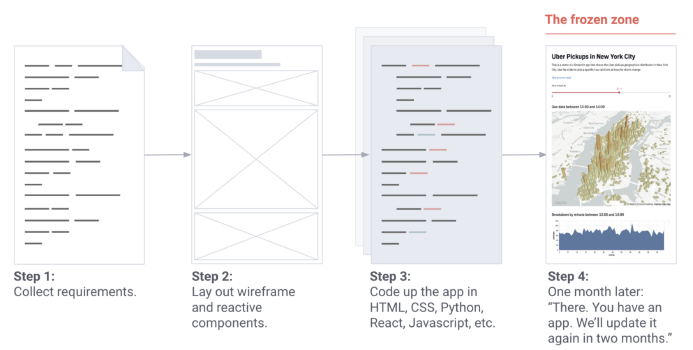 The frozen zone
Uber Pickups in New York City
Use data between 13:00 and 14:00
Breakdown by minute between 13:00 and 14:00
Step 1:
Collect requirements.
Step 2:
Lay out wireframe
and reactive
components.
Step 3:
Code up the app in
HTML, CSS, Python,
React, Javascript, etc.
Step 4:
One month later:
“There. You have an
app. We’ll update it
again in two months.”